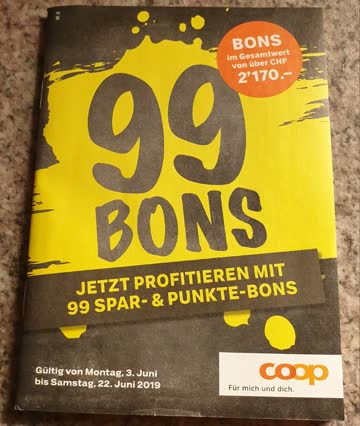 BONS
im Gesamtwert
von über CHF
2'170.–
99
BONS
JETZT PROFITIEREN MIT
99 SPAR- & PUNKTE-BONS
Gültig von Montag, 3. Juni
bis Samstag, 22. Juni 2019
coop
Für mich und dich.